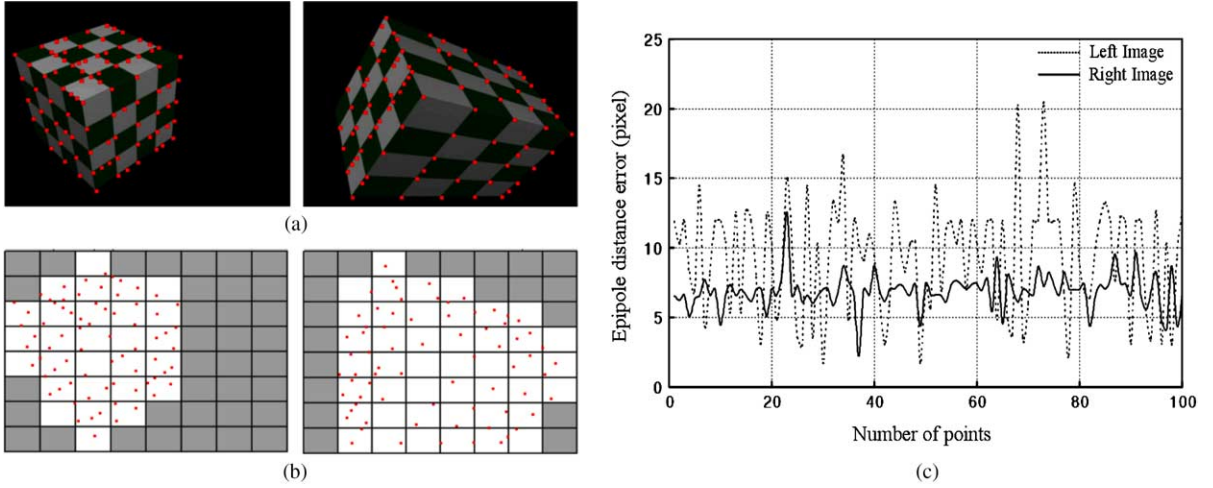 (a)
(b)
25
20
15
10
5
0
Epipole distance error (pixel)
Left Image
Right Image
0 20 40 60 80 100
Number of points
(c)